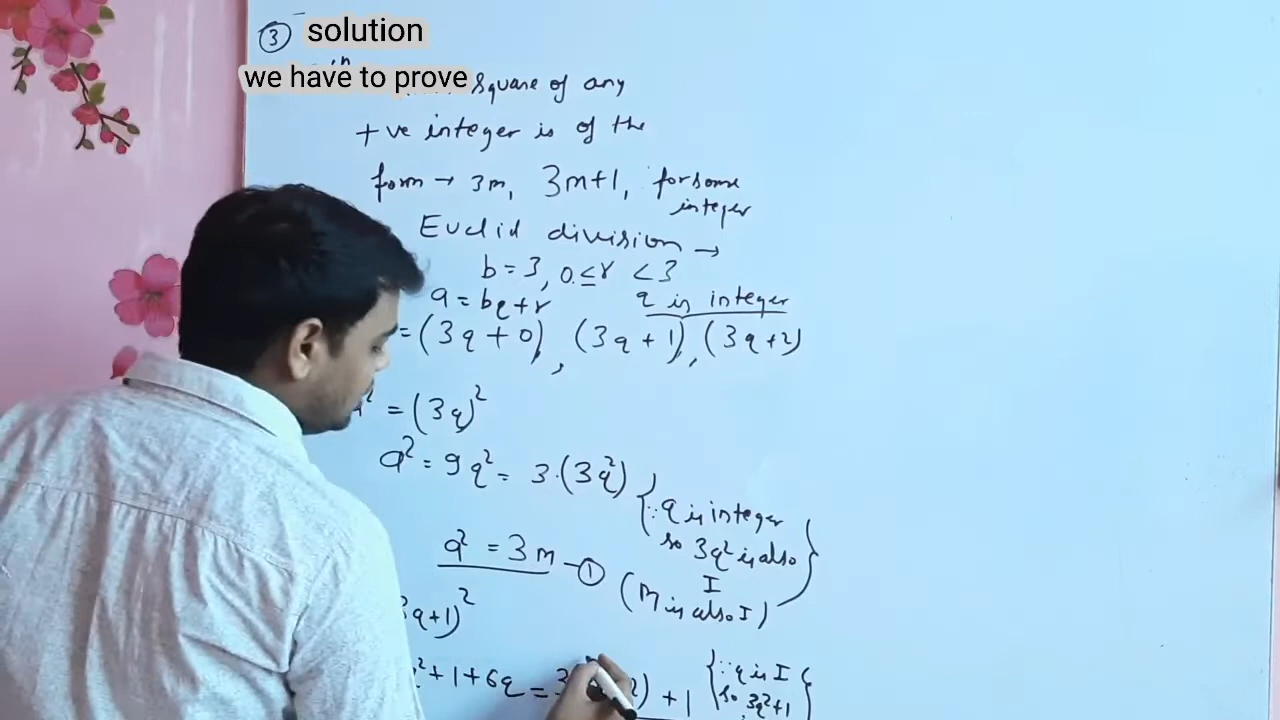 ③ solution
we have to prove
square of any
+ve integer is of the
form → 3m, 3m+1, for some
integer
Euclid division →
b = 3, 0 ≤ r < 3
a = bq + r q is integer
= (3q + 0), (3q + 1), (3q + 2)
a² = (3q)²
a² = 9q² = 3·(3q²)
{∵ q is integer
so 3q² is also
I
a² = 3m — ①
(m is also I)}
3q+1)²
² + 1 + 6q = 3 ) + 1
{∵ q is I
so 3q²+1